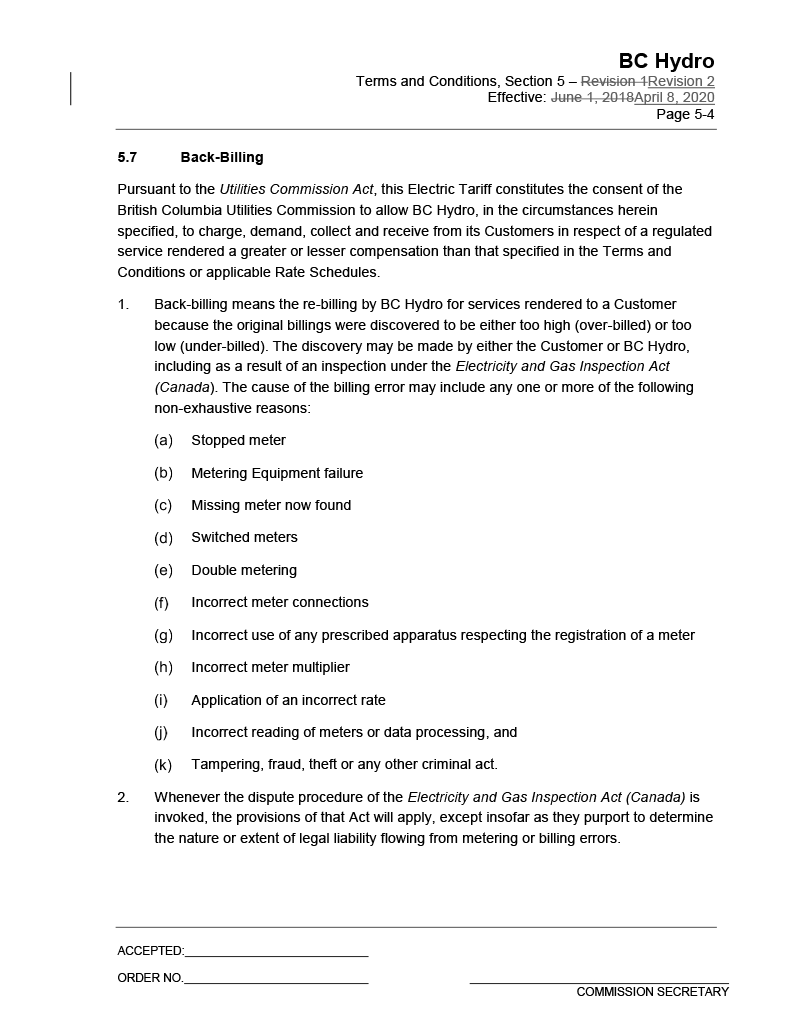 BC Hydro
Terms and Conditions, Section 5 – Revision 1Revision 2
Effective: June 1, 2018April 8, 2020
Page 5-4
5.7 Back-Billing
Pursuant to the Utilities Commission Act, this Electric Tariff constitutes the consent of the
British Columbia Utilities Commission to allow BC Hydro, in the circumstances herein
specified, to charge, demand, collect and receive from its Customers in respect of a regulated
service rendered a greater or lesser compensation than that specified in the Terms and
Conditions or applicable Rate Schedules.
1. Back-billing means the re-billing by BC Hydro for services rendered to a Customer
because the original billings were discovered to be either too high (over-billed) or too
low (under-billed). The discovery may be made by either the Customer or BC Hydro,
including as a result of an inspection under the Electricity and Gas Inspection Act
(Canada). The cause of the billing error may include any one or more of the following
non-exhaustive reasons:
(a) Stopped meter
(b) Metering Equipment failure
(c) Missing meter now found
(d) Switched meters
(e) Double metering
(f) Incorrect meter connections
(g) Incorrect use of any prescribed apparatus respecting the registration of a meter
(h) Incorrect meter multiplier
(i) Application of an incorrect rate
(j) Incorrect reading of meters or data processing, and
(k) Tampering, fraud, theft or any other criminal act.
2. Whenever the dispute procedure of the Electricity and Gas Inspection Act (Canada) is
invoked, the provisions of that Act will apply, except insofar as they purport to determine
the nature or extent of legal liability flowing from metering or billing errors.
ACCEPTED:
ORDER NO.
COMMISSION SECRETARY